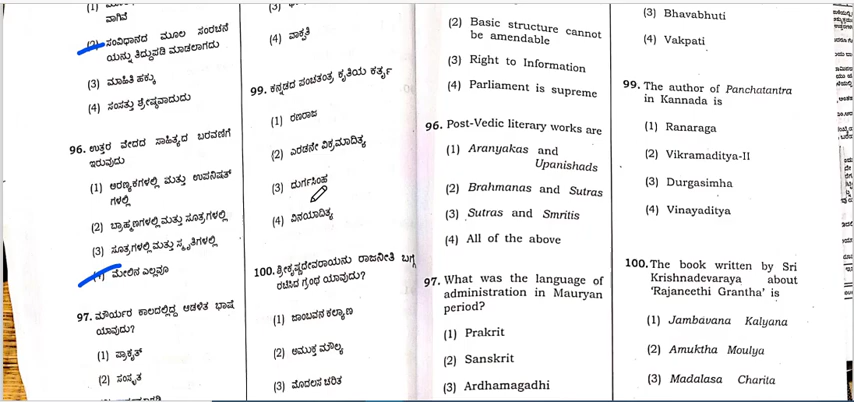 ವಾಗಿವೆ
(2) ಸಂವಿಧಾನದ ಮೂಲ ಸಂರಚನೆ
ಯನ್ನು ತಿದ್ದುಪಡಿ ಮಾಡಲಾಗದು
(3) ಮಾಹಿತಿ ಹಕ್ಕು
(4) ಸಂಸತ್ತು ಶ್ರೇಷ್ಠವಾದುದು
96. ಉತ್ತರ ವೇದದ ಸಾಹಿತ್ಯದ ಬರವಣಿಗೆ
ಇರುವುದು
(1) ಆರಣ್ಯಕಗಳಲ್ಲಿ ಮತ್ತು ಉಪನಿಷತ್
ಗಳಲ್ಲಿ
(2) ಬ್ರಾಹ್ಮಣಗಳಲ್ಲಿ ಮತ್ತು ಸೂತ್ರಗಳಲ್ಲಿ
(3) ಸೂತ್ರಗಳಲ್ಲಿ ಮತ್ತು ಸ್ಮೃತಿಗಳಲ್ಲಿ
(4) ಮೇಲಿನ ಎಲ್ಲವೂ
97. ಮೌರ್ಯರ ಕಾಲದಲ್ಲಿದ್ದ ಆಡಳಿತ ಭಾಷೆ
ಯಾವುದು?
(1) ಪ್ರಾಕೃತ್
(2) ಸಂಸ್ಕೃತ
(4) ವಾಕ್ಪತಿ
99. ಕನ್ನಡದ ಪಂಚತಂತ್ರ ಕೃತಿಯ ಕರ್ತೃ
(1) ರಣರಾಜ
(2) ಎರಡನೇ ವಿಕ್ರಮಾದಿತ್ಯ
(3) ದುರ್ಗಸಿಂಹ
(4) ವಿನಯಾದಿತ್ಯ
100. ಶ್ರೀಕೃಷ್ಣದೇವರಾಯನು ರಾಜನೀತಿ ಬಗ್ಗೆ
ರಚಿಸಿದ ಗ್ರಂಥ ಯಾವುದು?
(1) ಜಾಂಬವನ ಕಲ್ಯಾಣ
(2) ಅಮುಕ್ತ ಮೌಲ್ಯ
(3) ಮೊದಲಸ ಚರಿತ
(2) Basic structure cannot
be amendable
(3) Right to Information
(4) Parliament is supreme
96. Post-Vedic literary works are
(1) Aranyakas and
Upanishads
(2) Brahmanas and Sutras
(3) Sutras and Smritis
(4) All of the above
97. What was the language of
administration in Mauryan
period?
(1) Prakrit
(2) Sanskrit
(3) Ardhamagadhi
(3) Bhavabhuti
(4) Vakpati
99. The author of Panchatantra
in Kannada is
(1) Ranaraga
(2) Vikramaditya-II
(3) Durgasimha
(4) Vinayaditya
100. The book written by Sri
Krishnadevaraya about
'Rajaneethi Grantha' is
(1) Jambavana Kalyana
(2) Amuktha Moulya
(3) Madalasa Charita